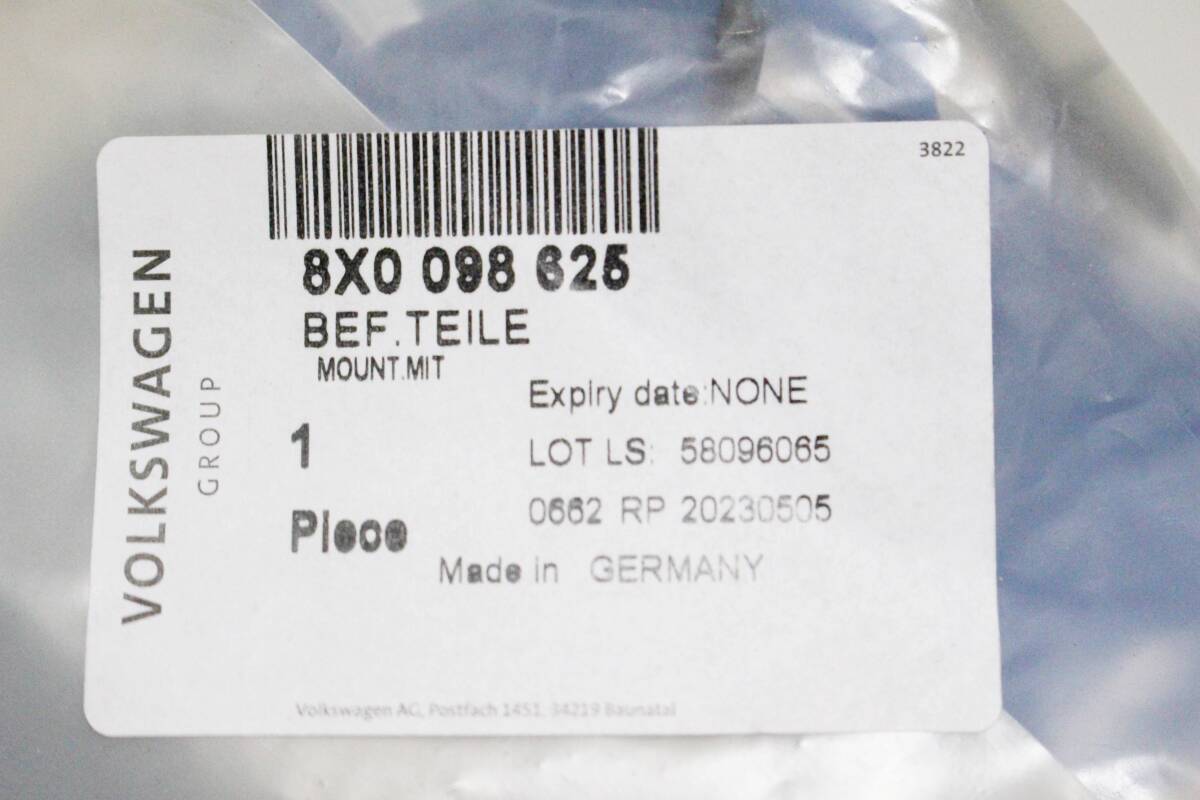 3822
VOLKSWAGEN
GROUP
8X0 098 625
BEF.TEILE
MOUNT.MIT
1
Piece
Expiry date:NONE
LOT LS: 58096065
0662 RP 20230505
Made in GERMANY
Volkswagen AG, Postfach 1451, 34219 Baunatal